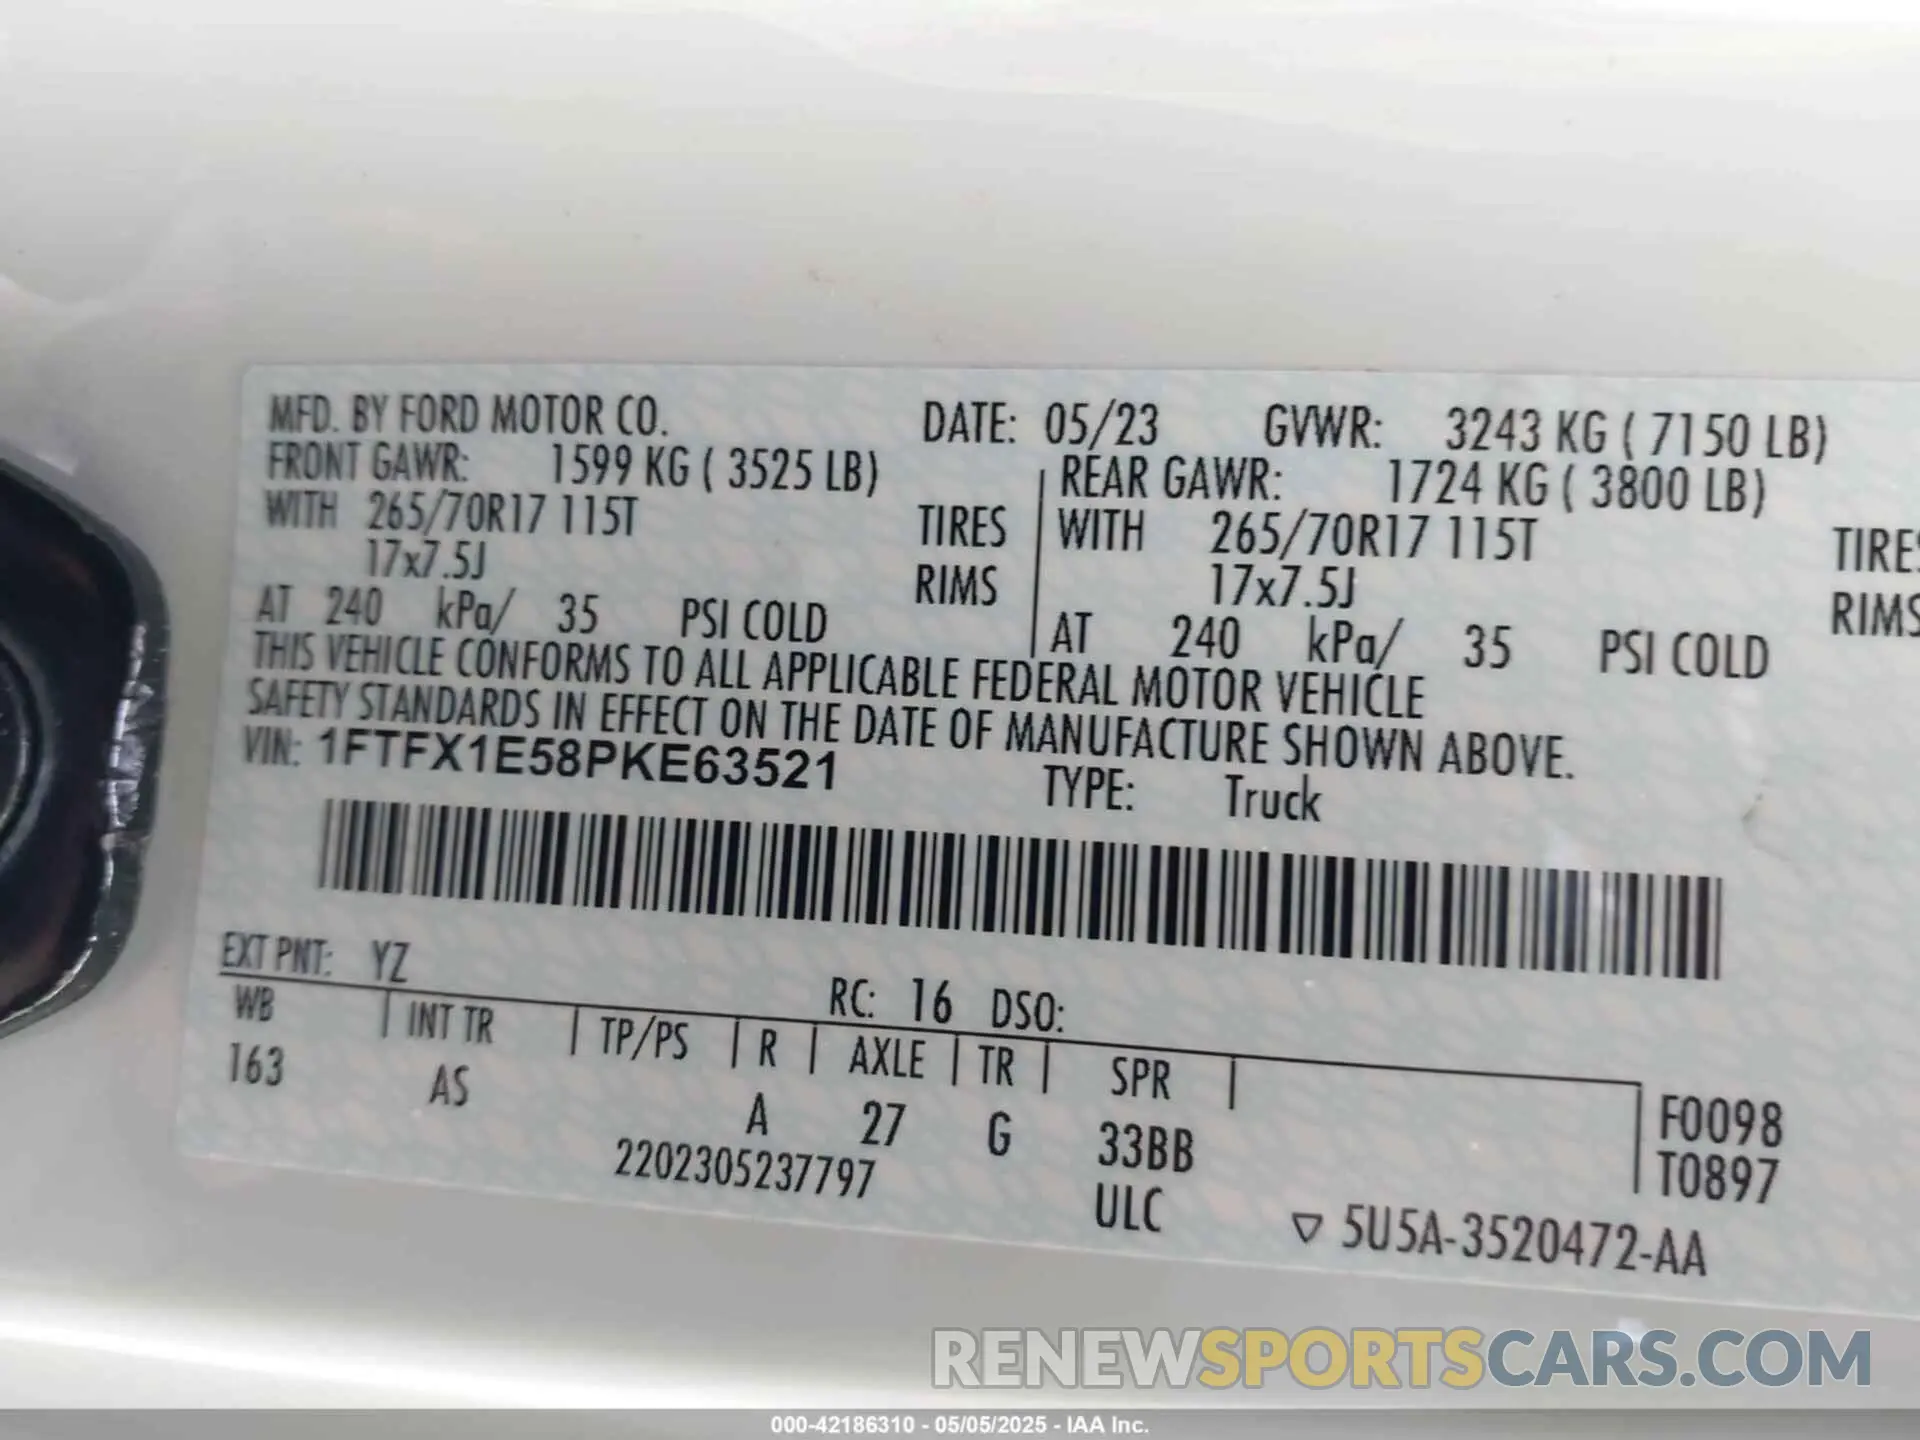 MFD. BY FORD MOTOR CO. DATE: 05/23 GVWR: 3243 KG ( 7150 LB)
FRONT GAWR: 1599 KG ( 3525 LB) REAR GAWR: 1724 KG ( 3800 LB)
WITH 265/70R17 115T TIRES WITH 265/70R17 115T TIRES
17x7.5J RIMS 17x7.5J RIMS
AT 240 kPa/ 35 PSI COLD AT 240 kPa/ 35 PSI COLD
THIS VEHICLE CONFORMS TO ALL APPLICABLE FEDERAL MOTOR VEHICLE
SAFETY STANDARDS IN EFFECT ON THE DATE OF MANUFACTURE SHOWN ABOVE.
VIN: 1FTFX1E58PKE63521 TYPE: Truck
EXT PNT: YZ RC: 16 DSO:
WB INT TR TP/PS R AXLE TR SPR
163 AS A 27 G 33BB F0098
2202305237797 ULC T0897
▽ 5U5A-3520472-AA
RENEWSPORTSCARS.COM
000-42186310 - 05/05/2025 - IAA Inc.